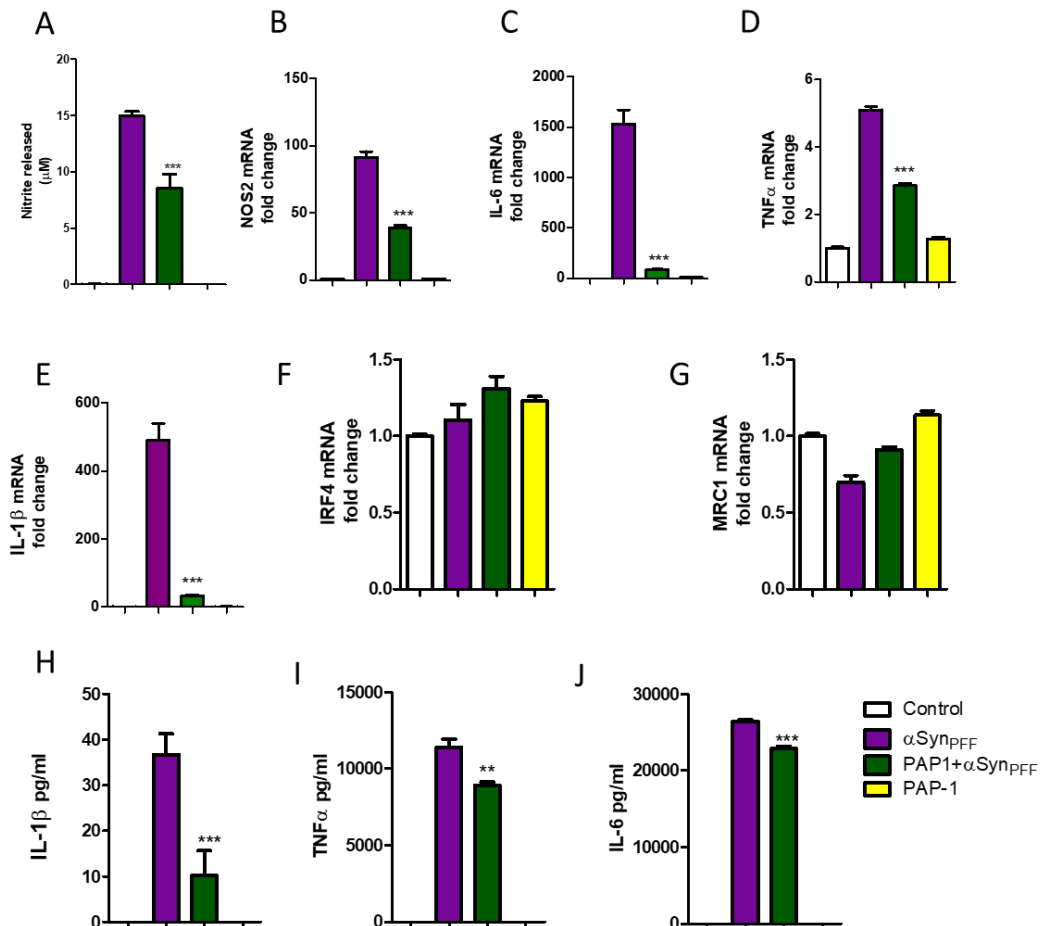 A
Nitrite released
(μM)
20
15
10
5
0
***
B
NOS2 mRNA
fold change
150
100
50
0
***
C
IL-6 mRNA
fold change
2000
1500
1000
500
0
***
D
TNFα mRNA
fold change
6
4
2
0
***
E
IL-1β mRNA
fold change
600
400
200
0
***
F
IRF4 mRNA
fold change
1.5
1.0
0.5
0.0
G
MRC1 mRNA
fold change
1.5
1.0
0.5
0.0
H
IL-1β pg/ml
50
40
30
20
10
0
***
I
TNFα pg/ml
15000
10000
5000
0
**
J
IL-6 pg/ml
30000
20000
10000
0
***
Control
αSynPFF
PAP1+αSynPFF
PAP-1